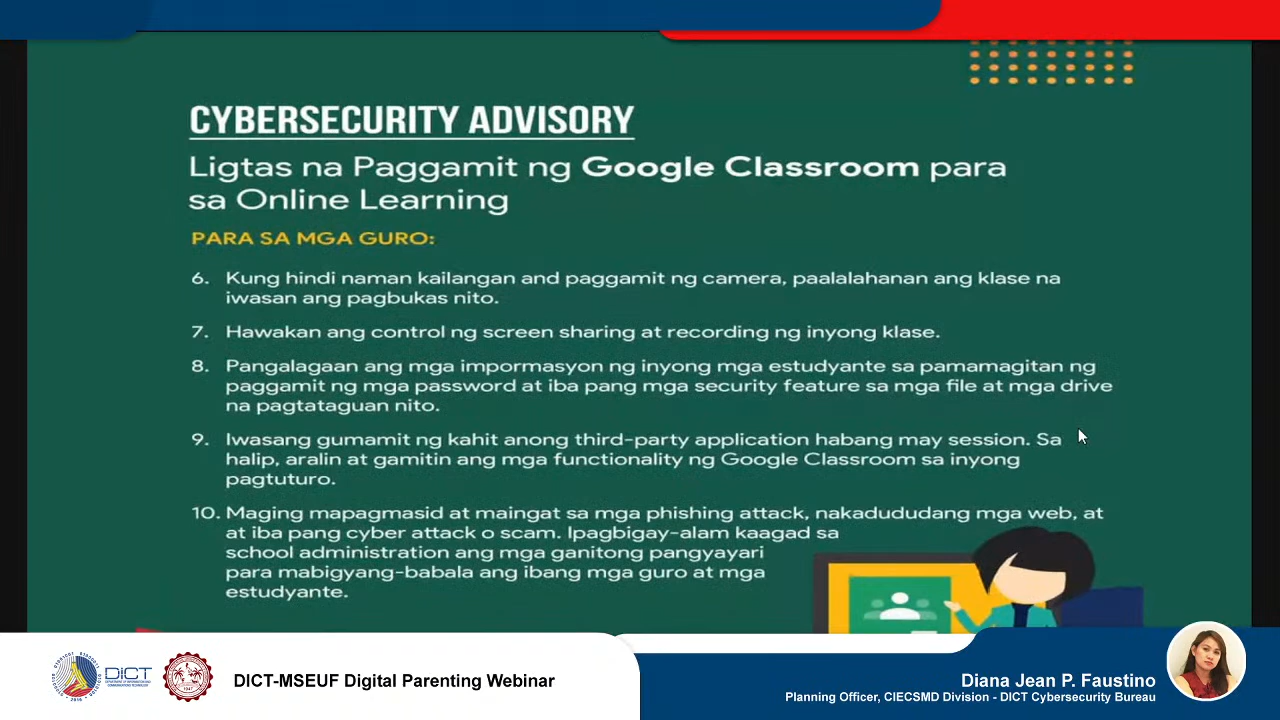 CYBERSECURITY ADVISORY
Ligtas na Paggamit ng Google Classroom para
sa Online Learning
PARA SA MGA GURO:
6. Kung hindi naman kailangan and paggamit ng camera, paalalahanan ang klase na
iwasan ang pagbukas nito.
7. Hawakan ang control ng screen sharing at recording ng inyong klase.
8. Pangalagaan ang mga impormasyon ng inyong mga estudyante sa pamamagitan ng
paggamit ng mga password at iba pang mga security feature sa mga file at mga drive
na pagtataguan nito.
9. Iwasang gumamit ng kahit anong third-party application habang may session. Sa
halip, aralin at gamitin ang mga functionality ng Google Classroom sa inyong
pagtuturo.
10. Maging mapagmasid at maingat sa mga phishing attack, nakadududang mga web, at
at iba pang cyber attack o scam. Ipagbigay-alam kaagad sa
school administration ang mga ganitong pangyayari
para mabigyang-babala ang ibang mga guro at mga
estudyante.
DICT
DICT-MSEUF Digital Parenting Webinar
Diana Jean P. Faustino
Planning Officer, CIECSMD Division - DICT Cybersecurity Bureau